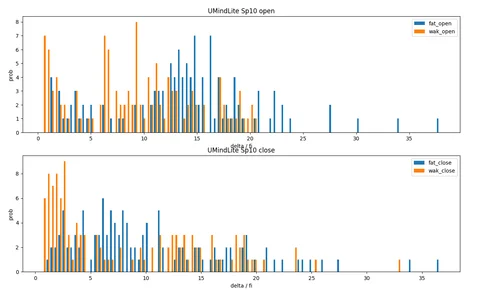 UMindLite Sp10 open
fat_open
wak_open
prob
8
7
6
5
4
3
2
1
0
0 5 10 15 20 25 30 35
delta / fi
UMindLite Sp10 close
fat_close
wak_close
prob
8
6
4
2
0
0 5 10 15 20 25 30 35
delta / fi